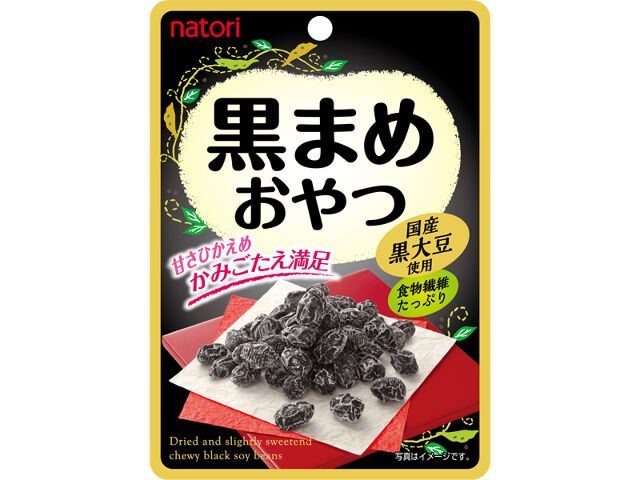 natori
黒まめ
おやつ
国産
黒大豆
使用
甘さひかえめ
かみごたえ満足
食物繊維
たっぷり
Dried and slightly sweetend
chewy black soy beans
写真はイメージです。